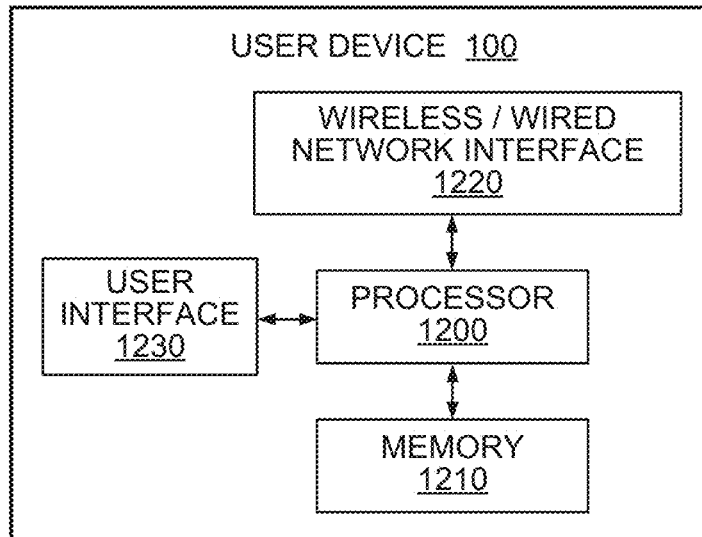 USER DEVICE 100
WIRELESS / WIRED
NETWORK INTERFACE
1220
USER
INTERFACE
1230
PROCESSOR
1200
MEMORY
1210